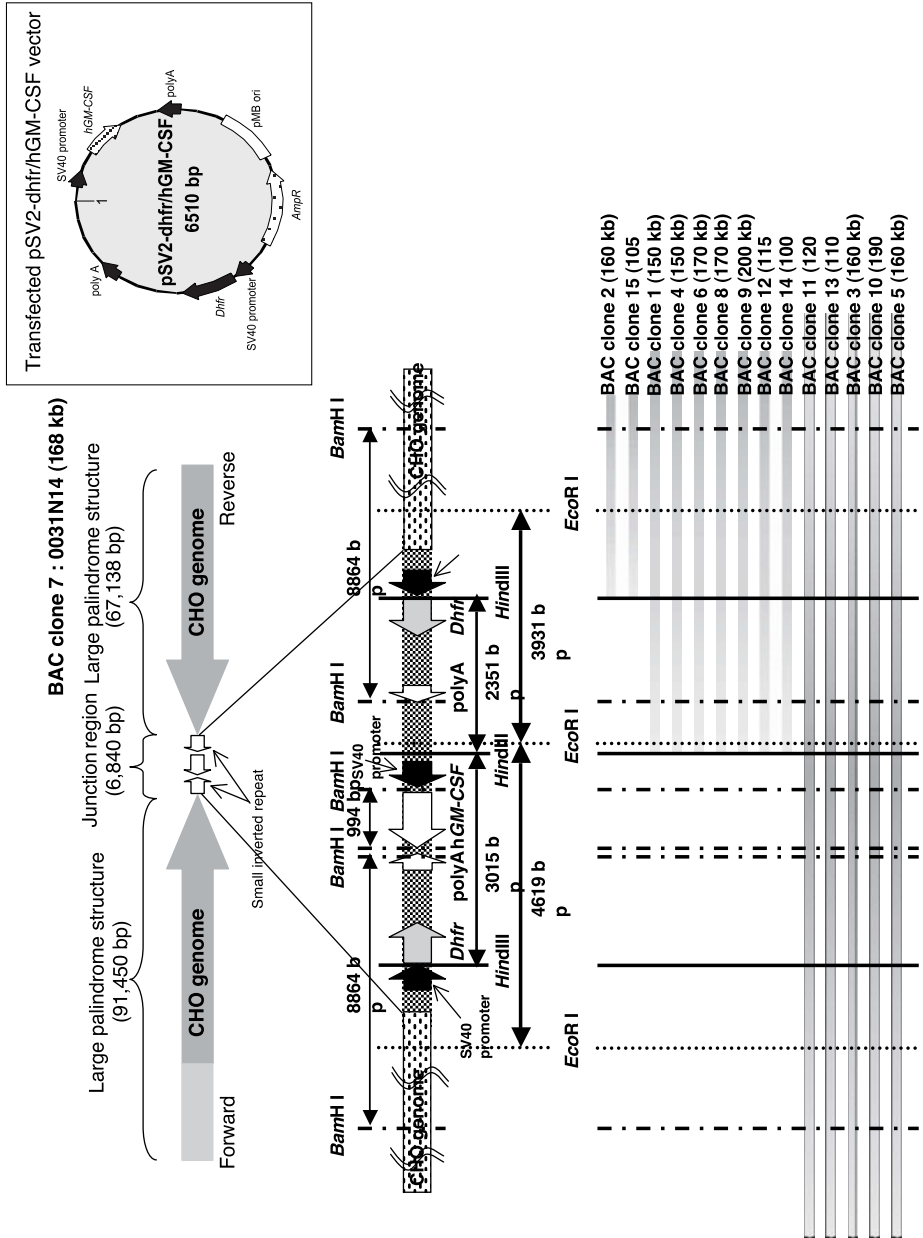 Transfected pSV2-dhfr/hGM-CSF vector
SV40 promoter
hGM-CSF
polyA
pMB ori
AmpR
SV40 promoter
Dhfr
poly A
1
pSV2-dhfr/hGM-CSF
6510 bp
BAC clone 7 : 0031N14 (168 kb)
Large palindrome structure
(91,450 bp)
Junction region
(6,840 bp)
Large palindrome structure
(67,138 bp)
CHO genome
CHO genome
Forward
Reverse
Small inverted repeat
BamH I
BamH I
BamH I
BamH I
BamH I
8864 b
p
994 bp
8864 b
p
SV40
promoter
CHO genome
CHO genome
SV40
promoter
Dhfr
polyA
hGM-CSF
polyA
Dhfr
HindIII
HindIII
HindIII
3015 b
p
2351 b
p
4619 b
p
3931 b
p
EcoR I
EcoR I
EcoR I
BAC clone 2 (160 kb)
BAC clone 15 (105
BAC clone 1 (150 kb)
BAC clone 4 (150 kb)
BAC clone 6 (170 kb)
BAC clone 8 (170 kb)
BAC clone 9 (200 kb)
BAC clone 12 (115
BAC clone 14 (100
BAC clone 11 (120
BAC clone 13 (110
BAC clone 3 (160 kb)
BAC clone 10 (190
BAC clone 5 (160 kb)